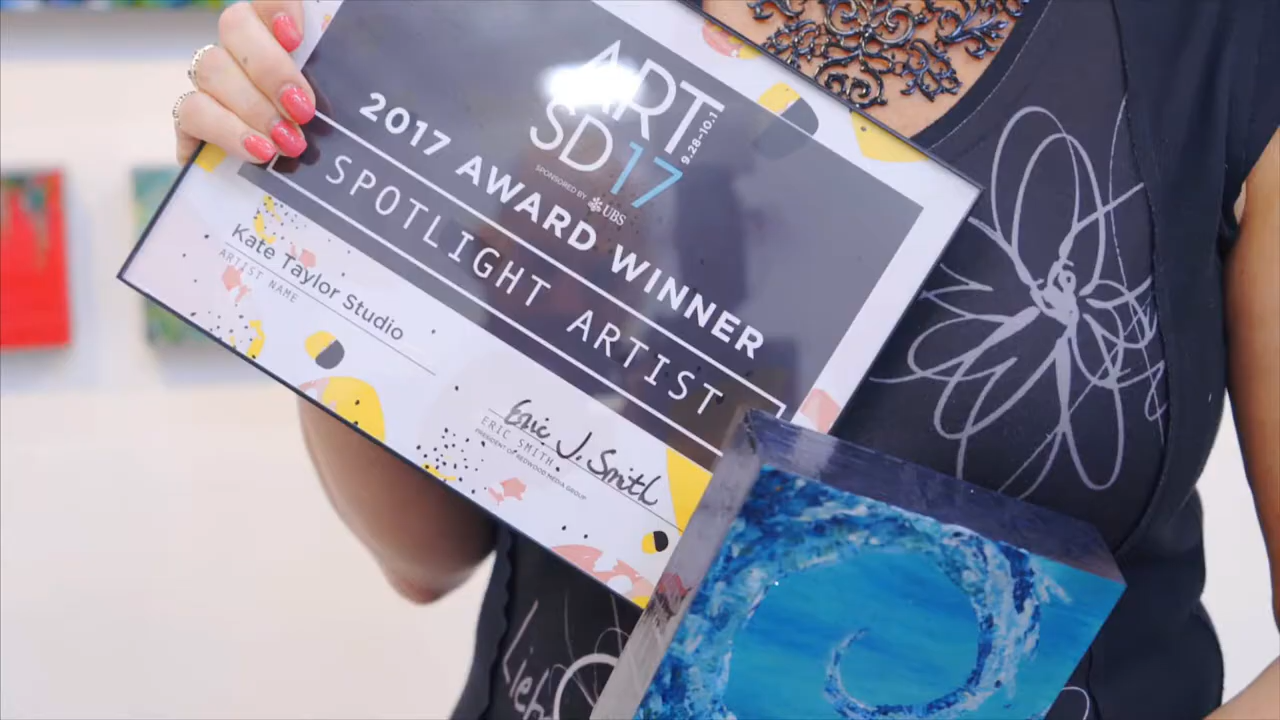 ART
SD17
9.28-10.1
SPONSORED BY UBS
2017 AWARD WINNER
SPOTLIGHT ARTIST
Kate Taylor Studio
ARTIST NAME
Eric J. Smith
ERIC SMITH
PRESIDENT OF REDWOOD MEDIA GROUP